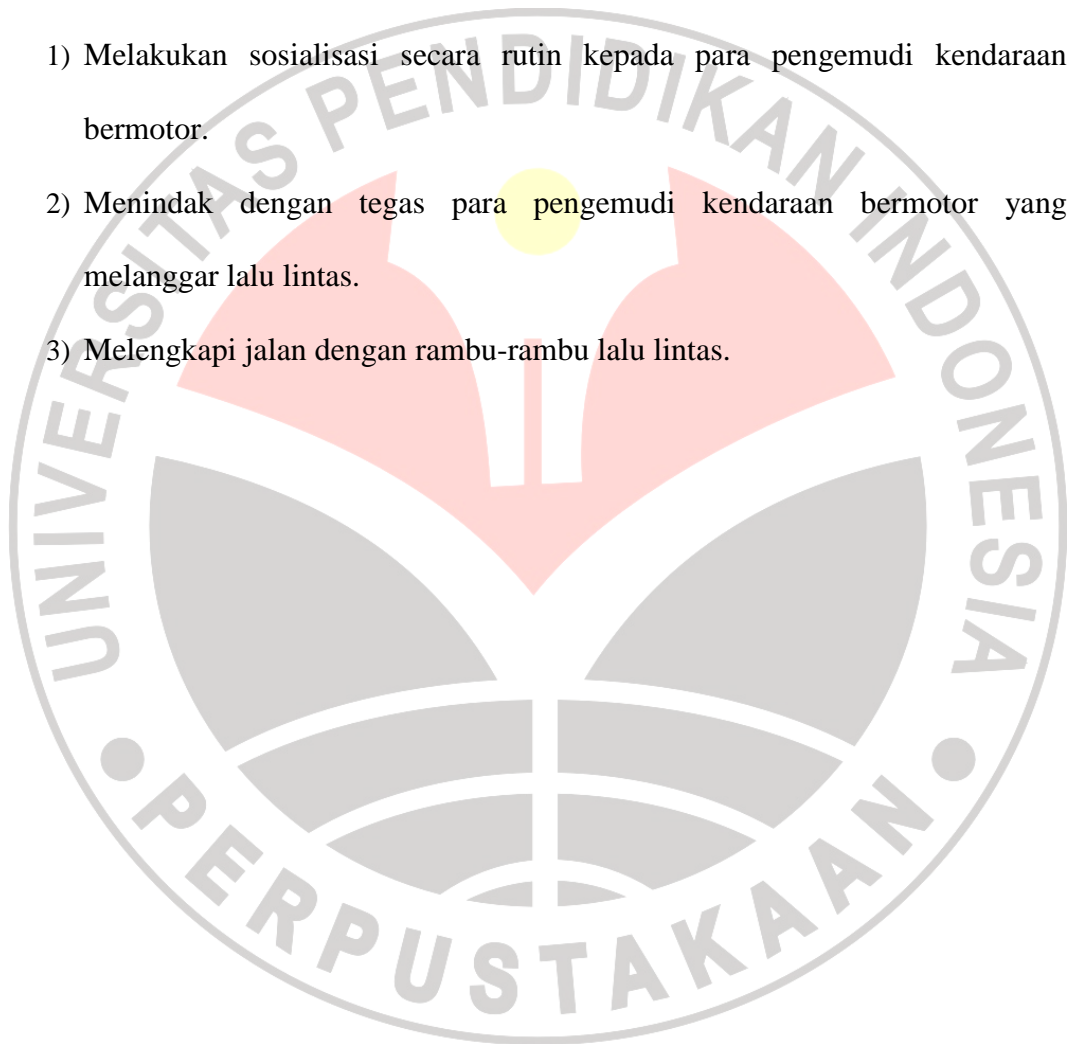 1) Melakukan sosialisasi secara rutin kepada para pengemudi kendaraan
bermotor.
2) Menindak dengan tegas para pengemudi kendaraan bermotor yang
melanggar lalu lintas.
3) Melengkapi jalan dengan rambu-rambu lalu lintas.
UNIVERSITAS PENDIDIKAN INDONESIA
PERPUSTAKAAN